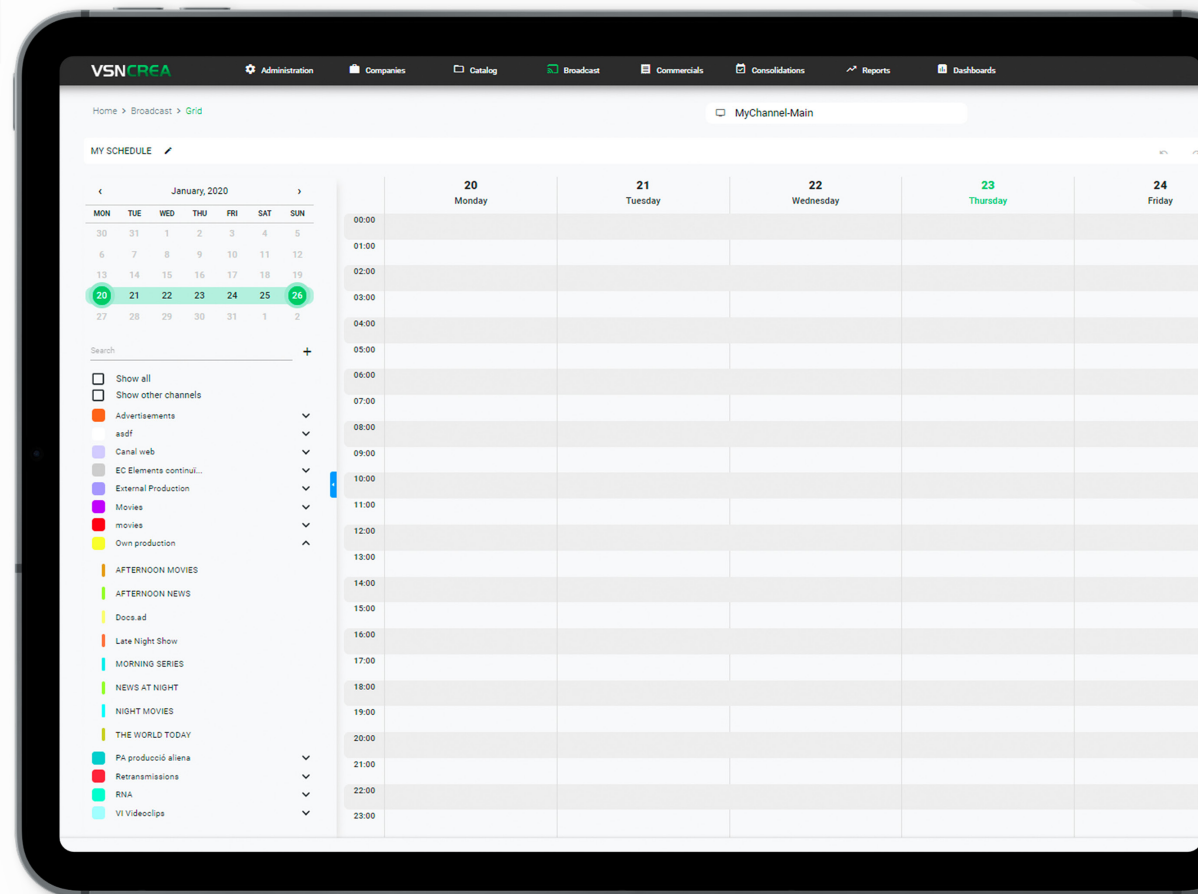 VSNCREA
Administration
Companies
Catalog
Broadcast
Commercials
Consolidations
Reports
Dashboards
Home > Broadcast > Grid
MyChannel-Main
MY SCHEDULE
‹ January, 2020 ›
MON TUE WED THU FRI SAT SUN
30 31 1 2 3 4 5
6 7 8 9 10 11 12
13 14 15 16 17 18 19
20 21 22 23 24 25 26
27 28 29 30 31 1 2
Search +
Show all
Show other channels
Advertisements
asdf
Canal web
EC Elements continuï...
External Production
Movies
movies
Own production
AFTERNOON MOVIES
AFTERNOON NEWS
Docs.ad
Late Night Show
MORNING SERIES
NEWS AT NIGHT
NIGHT MOVIES
THE WORLD TODAY
PA producció aliena
Retransmissions
RNA
VI Videoclips
20 21 22 23 24
Monday Tuesday Wednesday Thursday Friday
00:00
01:00
02:00
03:00
04:00
05:00
06:00
07:00
08:00
09:00
10:00
11:00
12:00
13:00
14:00
15:00
16:00
17:00
18:00
19:00
20:00
21:00
22:00
23:00